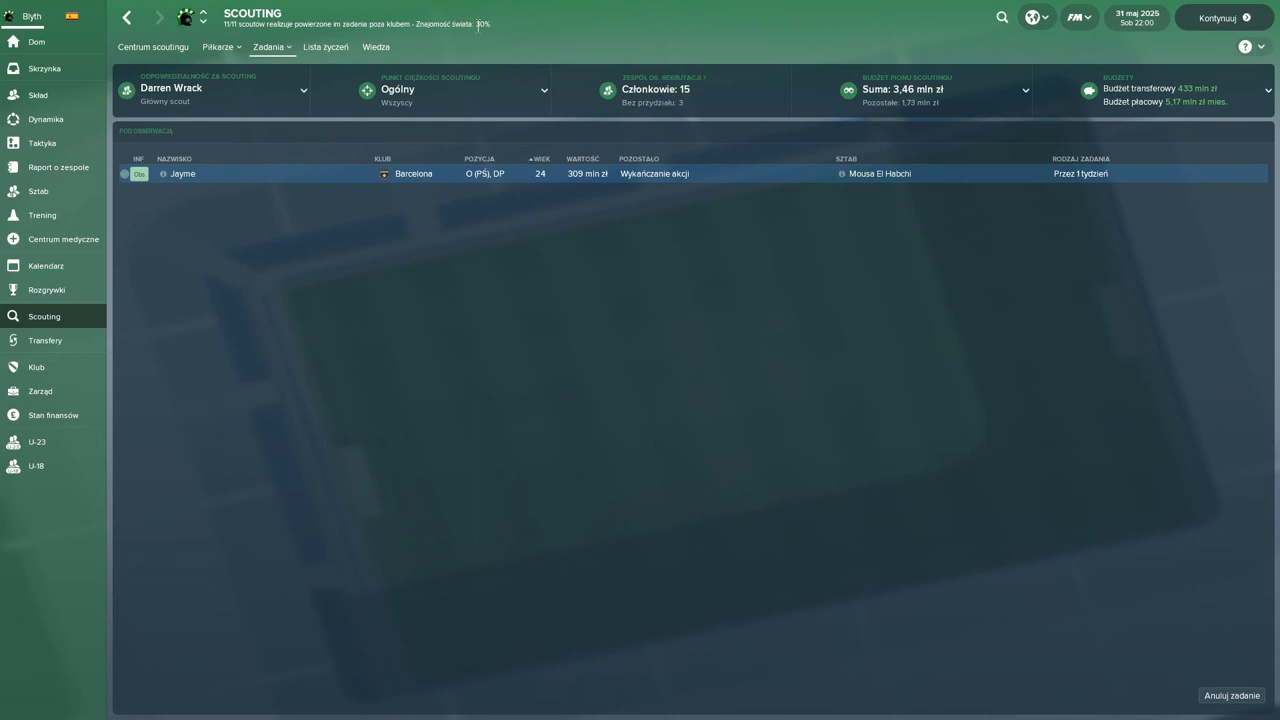 Blyth
SCOUTING
11/11 scoutów realizuje powierzone im zadania poza klubem - Znajomość świata: 30%
FM
31 maj 2025
Sob 22:00
Kontynuuj
Dom
Skrzynka
Skład
Dynamika
Taktyka
Raport o zespole
Sztab
Trening
Centrum medyczne
Kalendarz
Rozgrywki
Scouting
Transfery
Klub
Zarząd
Stan finansów
U-23
U-18
Centrum scoutingu Piłkarze Zadania Lista życzeń Wiedza
?
ODPOWIEDZIALNOŚĆ ZA SCOUTING
Darren Wrack
Główny scout
PUNKT CIĘŻKOŚCI SCOUTINGU
Ogólny
Wszyscy
ZESPÓŁ DS. REKRUTACJI >
Członkowie: 15
Bez przydziału: 3
BUDŻET PIONU SCOUTINGU
Suma: 3,46 mln zł
Pozostałe: 1,73 mln zł
BUDŻETY
Budżet transferowy 433 mln zł
Budżet płacowy 5,17 mln zł mies.
POD OBSERWACJĄ
INF NAZWISKO KLUB POZYCJA WIEK WARTOŚĆ POZOSTAŁO SZTAB RODZAJ ZADANIA
Obs Jayme Barcelona O (PŚ), DP 24 309 mln zł Wykańczanie akcji Mousa El Habchi Przez 1 tydzień
Anuluj zadanie